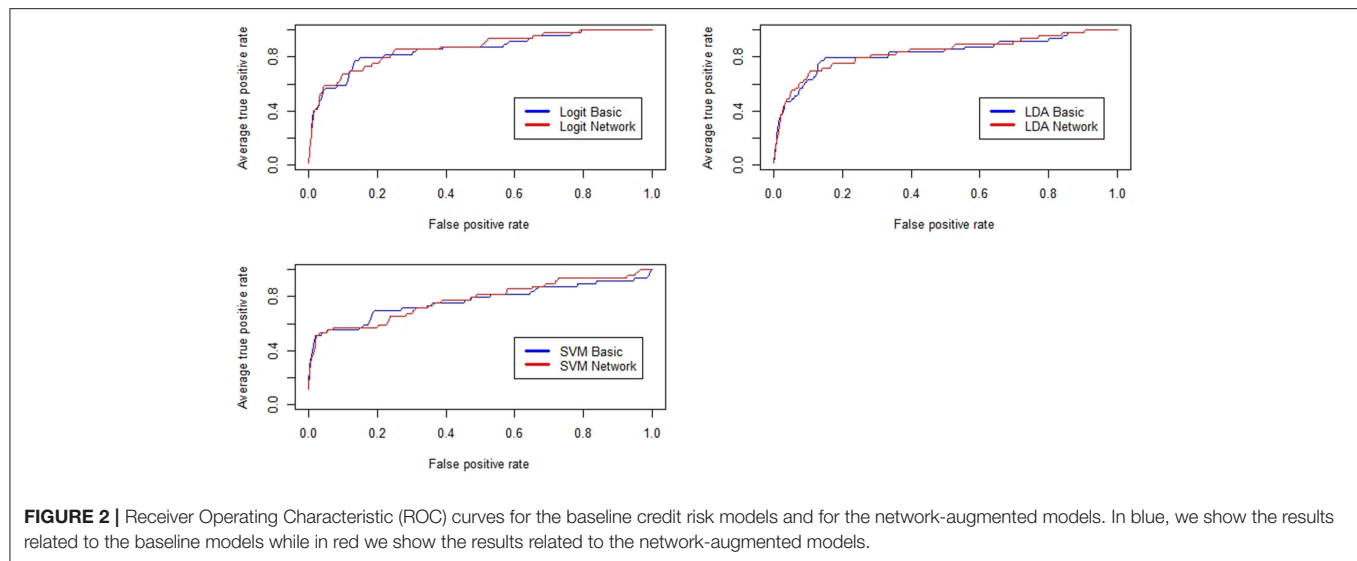 Average true positive rate
0.0 0.4 0.8
Logit Basic
Logit Network
0.0 0.2 0.4 0.6 0.8 1.0
False positive rate
Average true positive rate
0.0 0.4 0.8
LDA Basic
LDA Network
0.0 0.2 0.4 0.6 0.8 1.0
False positive rate
Average true positive rate
0.0 0.4 0.8
SVM Basic
SVM Network
0.0 0.2 0.4 0.6 0.8 1.0
False positive rate
FIGURE 2 | Receiver Operating Characteristic (ROC) curves for the baseline credit risk models and for the network-augmented models. In blue, we show the results
related to the baseline models while in red we show the results related to the network-augmented models.